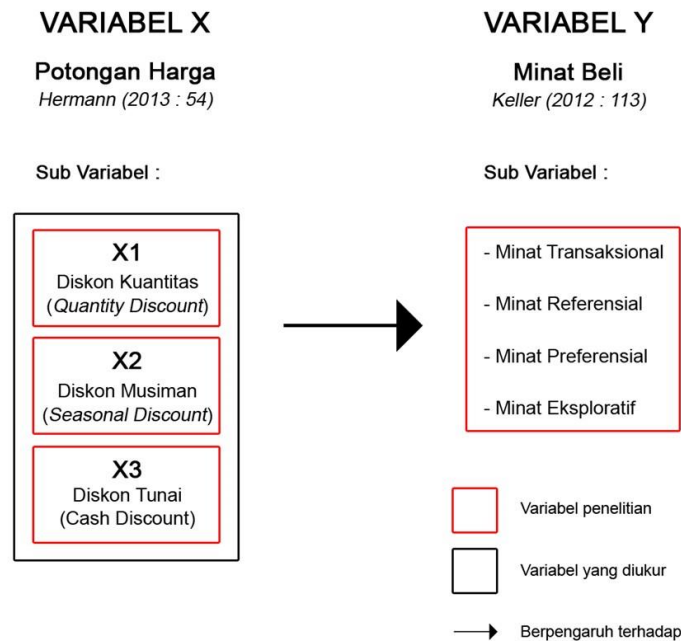 VARIABEL X
Potongan Harga
Hermann (2013 : 54)
Sub Variabel :
X1
Diskon Kuantitas
(Quantity Discount)
X2
Diskon Musiman
(Seasonal Discount)
X3
Diskon Tunai
(Cash Discount)
VARIABEL Y
Minat Beli
Keller (2012 : 113)
Sub Variabel :
- Minat Transaksional
- Minat Referensial
- Minat Preferensial
- Minat Eksploratif
Variabel penelitian
Variabel yang diukur
Berpengaruh terhadap